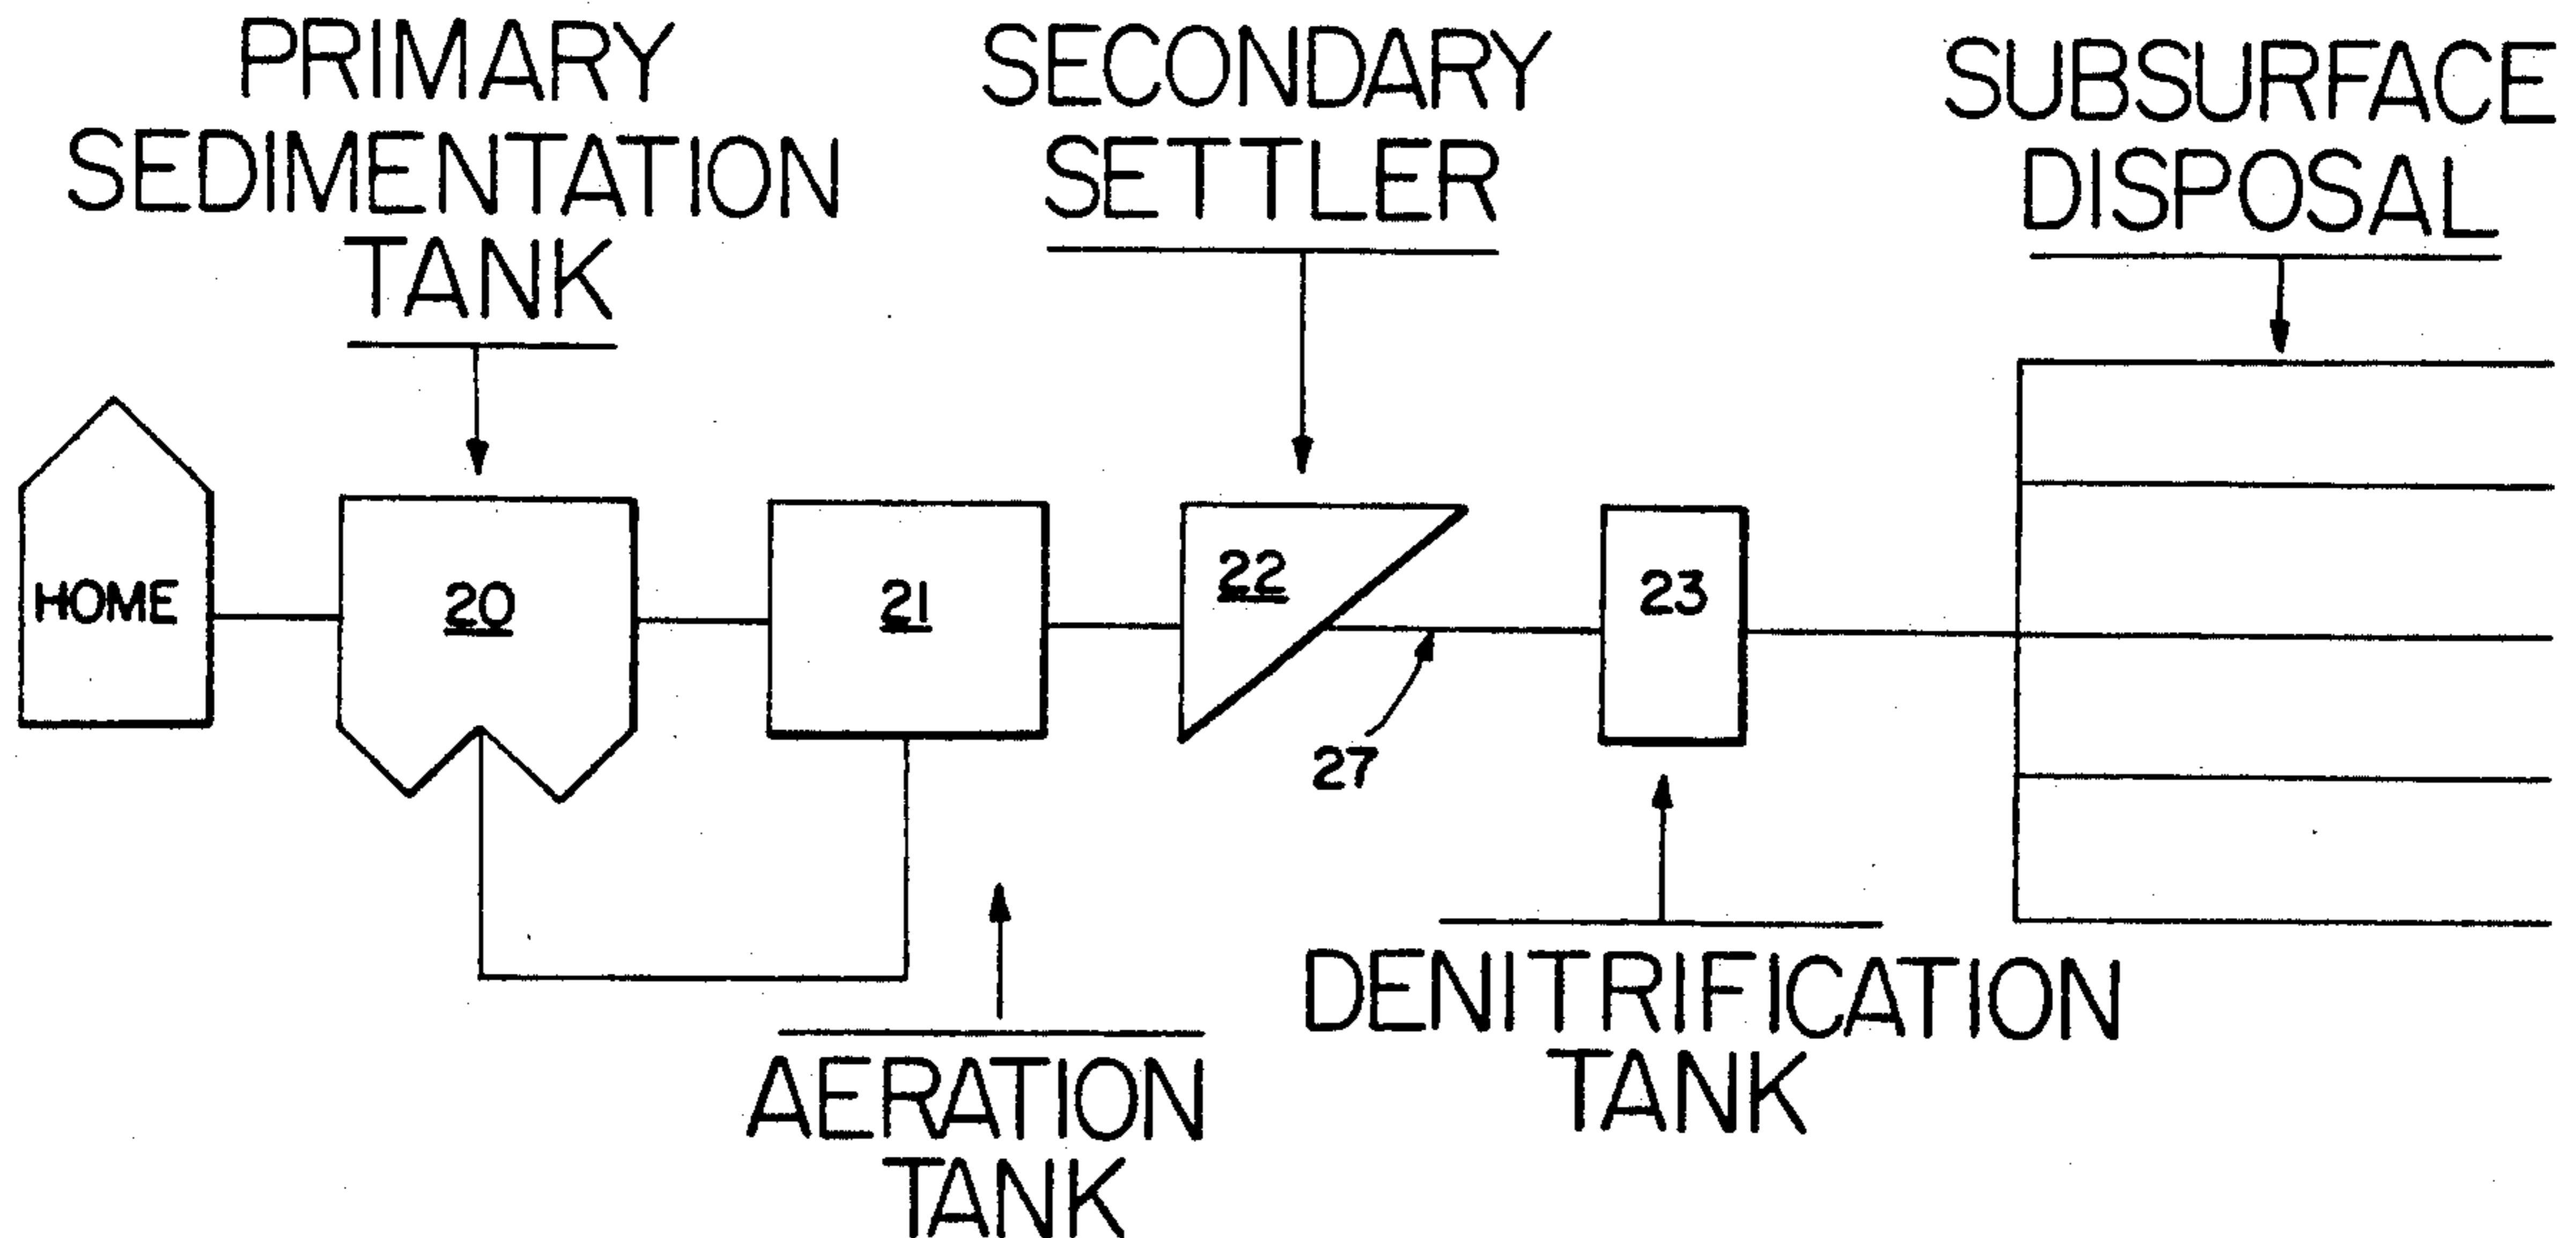 PRIMARY
SEDIMENTATION
TANK
SECONDARY
SETTLER
SUBSURFACE
DISPOSAL
HOME
20
21
22
23
27
AERATION
TANK
DENITRIFICATION
TANK